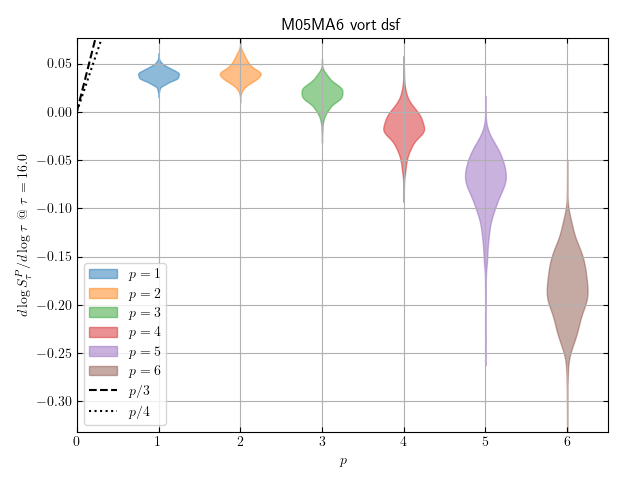 M05MA6 vort dsf
d log S_τ^P / d log τ @ τ = 16.0
0.05
0.00
−0.05
−0.10
−0.15
−0.20
−0.25
−0.30
p = 1
p = 2
p = 3
p = 4
p = 5
p = 6
p/3
p/4
0 1 2 3 4 5 6
p